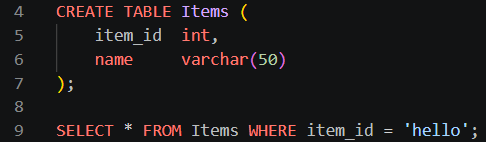 4 CREATE TABLE Items (
5     item_id  int,
6     name     varchar(50)
7 );
8
9 SELECT * FROM Items WHERE item_id = 'hello';